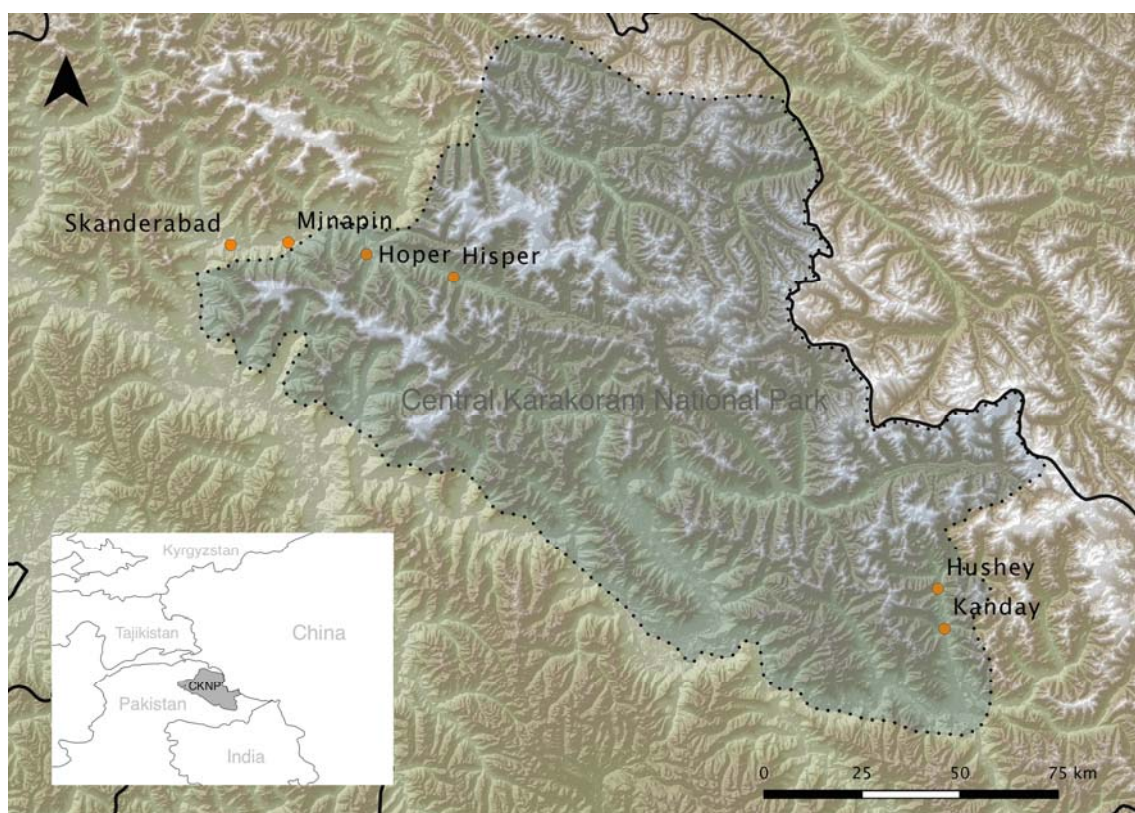 Skanderabad
Minapin
Hoper
Hisper
Central Karakoram National Park
Hushey
Kanday
Kyrgyzstan
Tajikistan
China
CKNP
Pakistan
India
0 25 50 75 km